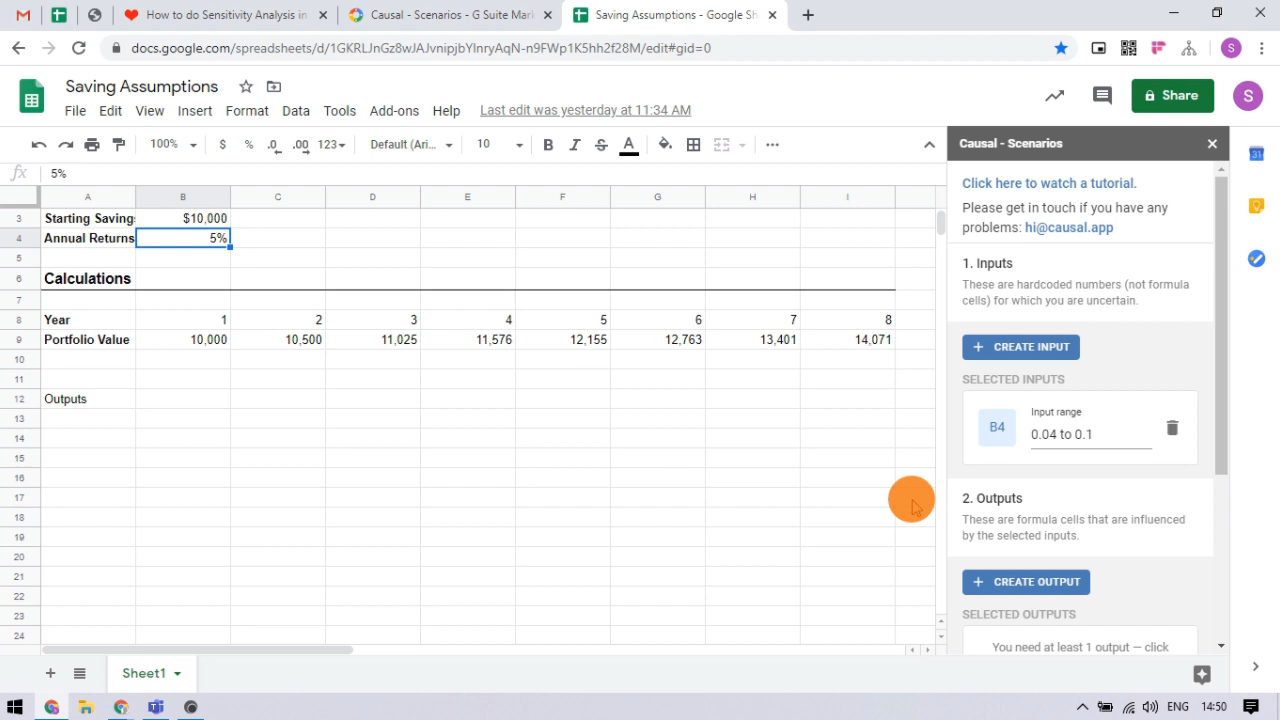 How to do Sensitivity Analysis in
Causal - Scenarios - G Suite Mark
Saving Assumptions - Google She
docs.google.com/spreadsheets/d/1GKRLJnGz8wJAJvnipjbYlnryAqN-n9FWp1K5hh2f28M/edit#gid=0
S
Saving Assumptions
File Edit View Insert Format Data Tools Add-ons Help Last edit was yesterday at 11:34 AM
Share
S
100% $ % .0 .00 123 Default (Ari... 10 B I S A
fx 5%
A B C D E F G H I
3 Starting Saving $10,000
4 Annual Returns 5%
5
6 Calculations
7
8 Year 1 2 3 4 5 6 7 8
9 Portfolio Value 10,000 10,500 11,025 11,576 12,155 12,763 13,401 14,071
10
11
12 Outputs
13
14
15
16
17
18
19
20
21
22
23
24
Sheet1
Causal - Scenarios
Click here to watch a tutorial.
Please get in touch if you have any
problems: hi@causal.app
1. Inputs
These are hardcoded numbers (not formula
cells) for which you are uncertain.
+ CREATE INPUT
SELECTED INPUTS
B4
Input range
0.04 to 0.1
2. Outputs
These are formula cells that are influenced
by the selected inputs.
+ CREATE OUTPUT
SELECTED OUTPUTS
You need at least 1 output — click
31
ENG 14:50